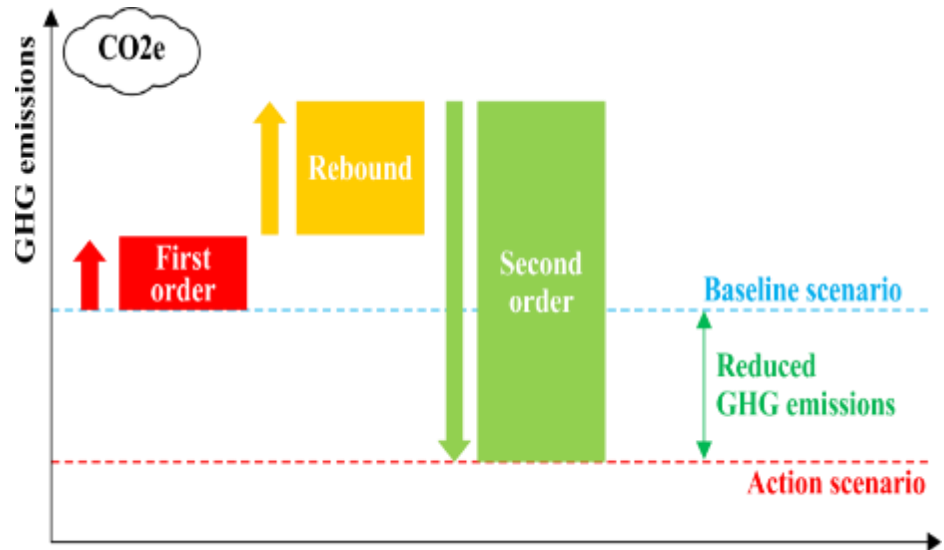 CO2e
GHG emissions
Rebound
First
order
Second
order
Baseline scenario
Reduced
GHG emissions
Action scenario